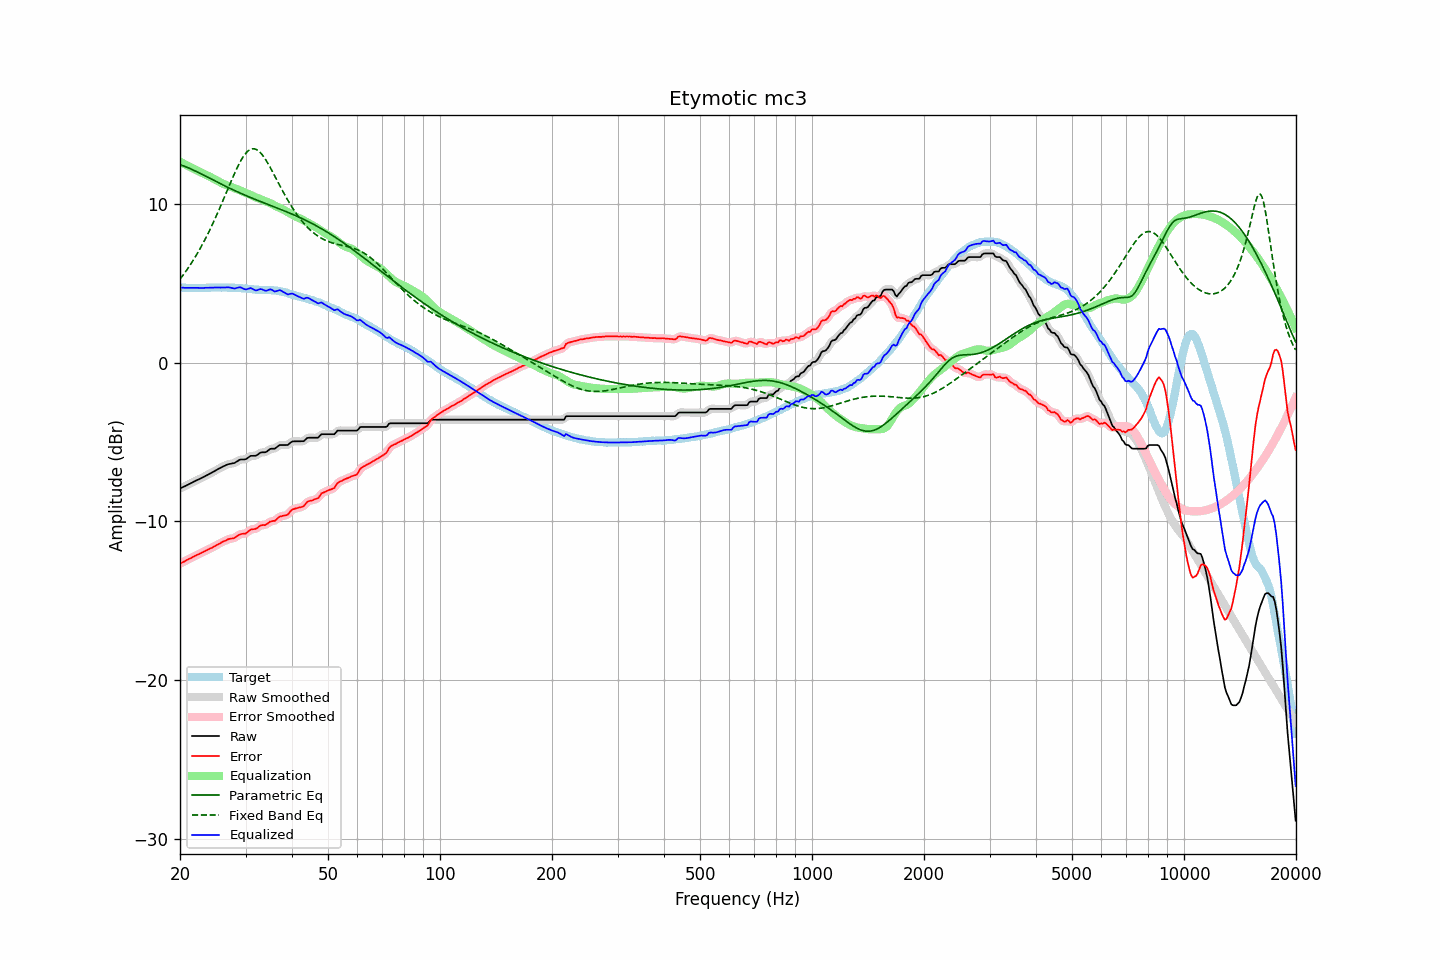 Etymotic mc3
Amplitude (dBr)
10
0
−10
−20
−30
Target
Raw Smoothed
Error Smoothed
Raw
Error
Equalization
Parametric Eq
Fixed Band Eq
Equalized
20 50 100 200 500 1000 2000 5000 10000 20000
Frequency (Hz)